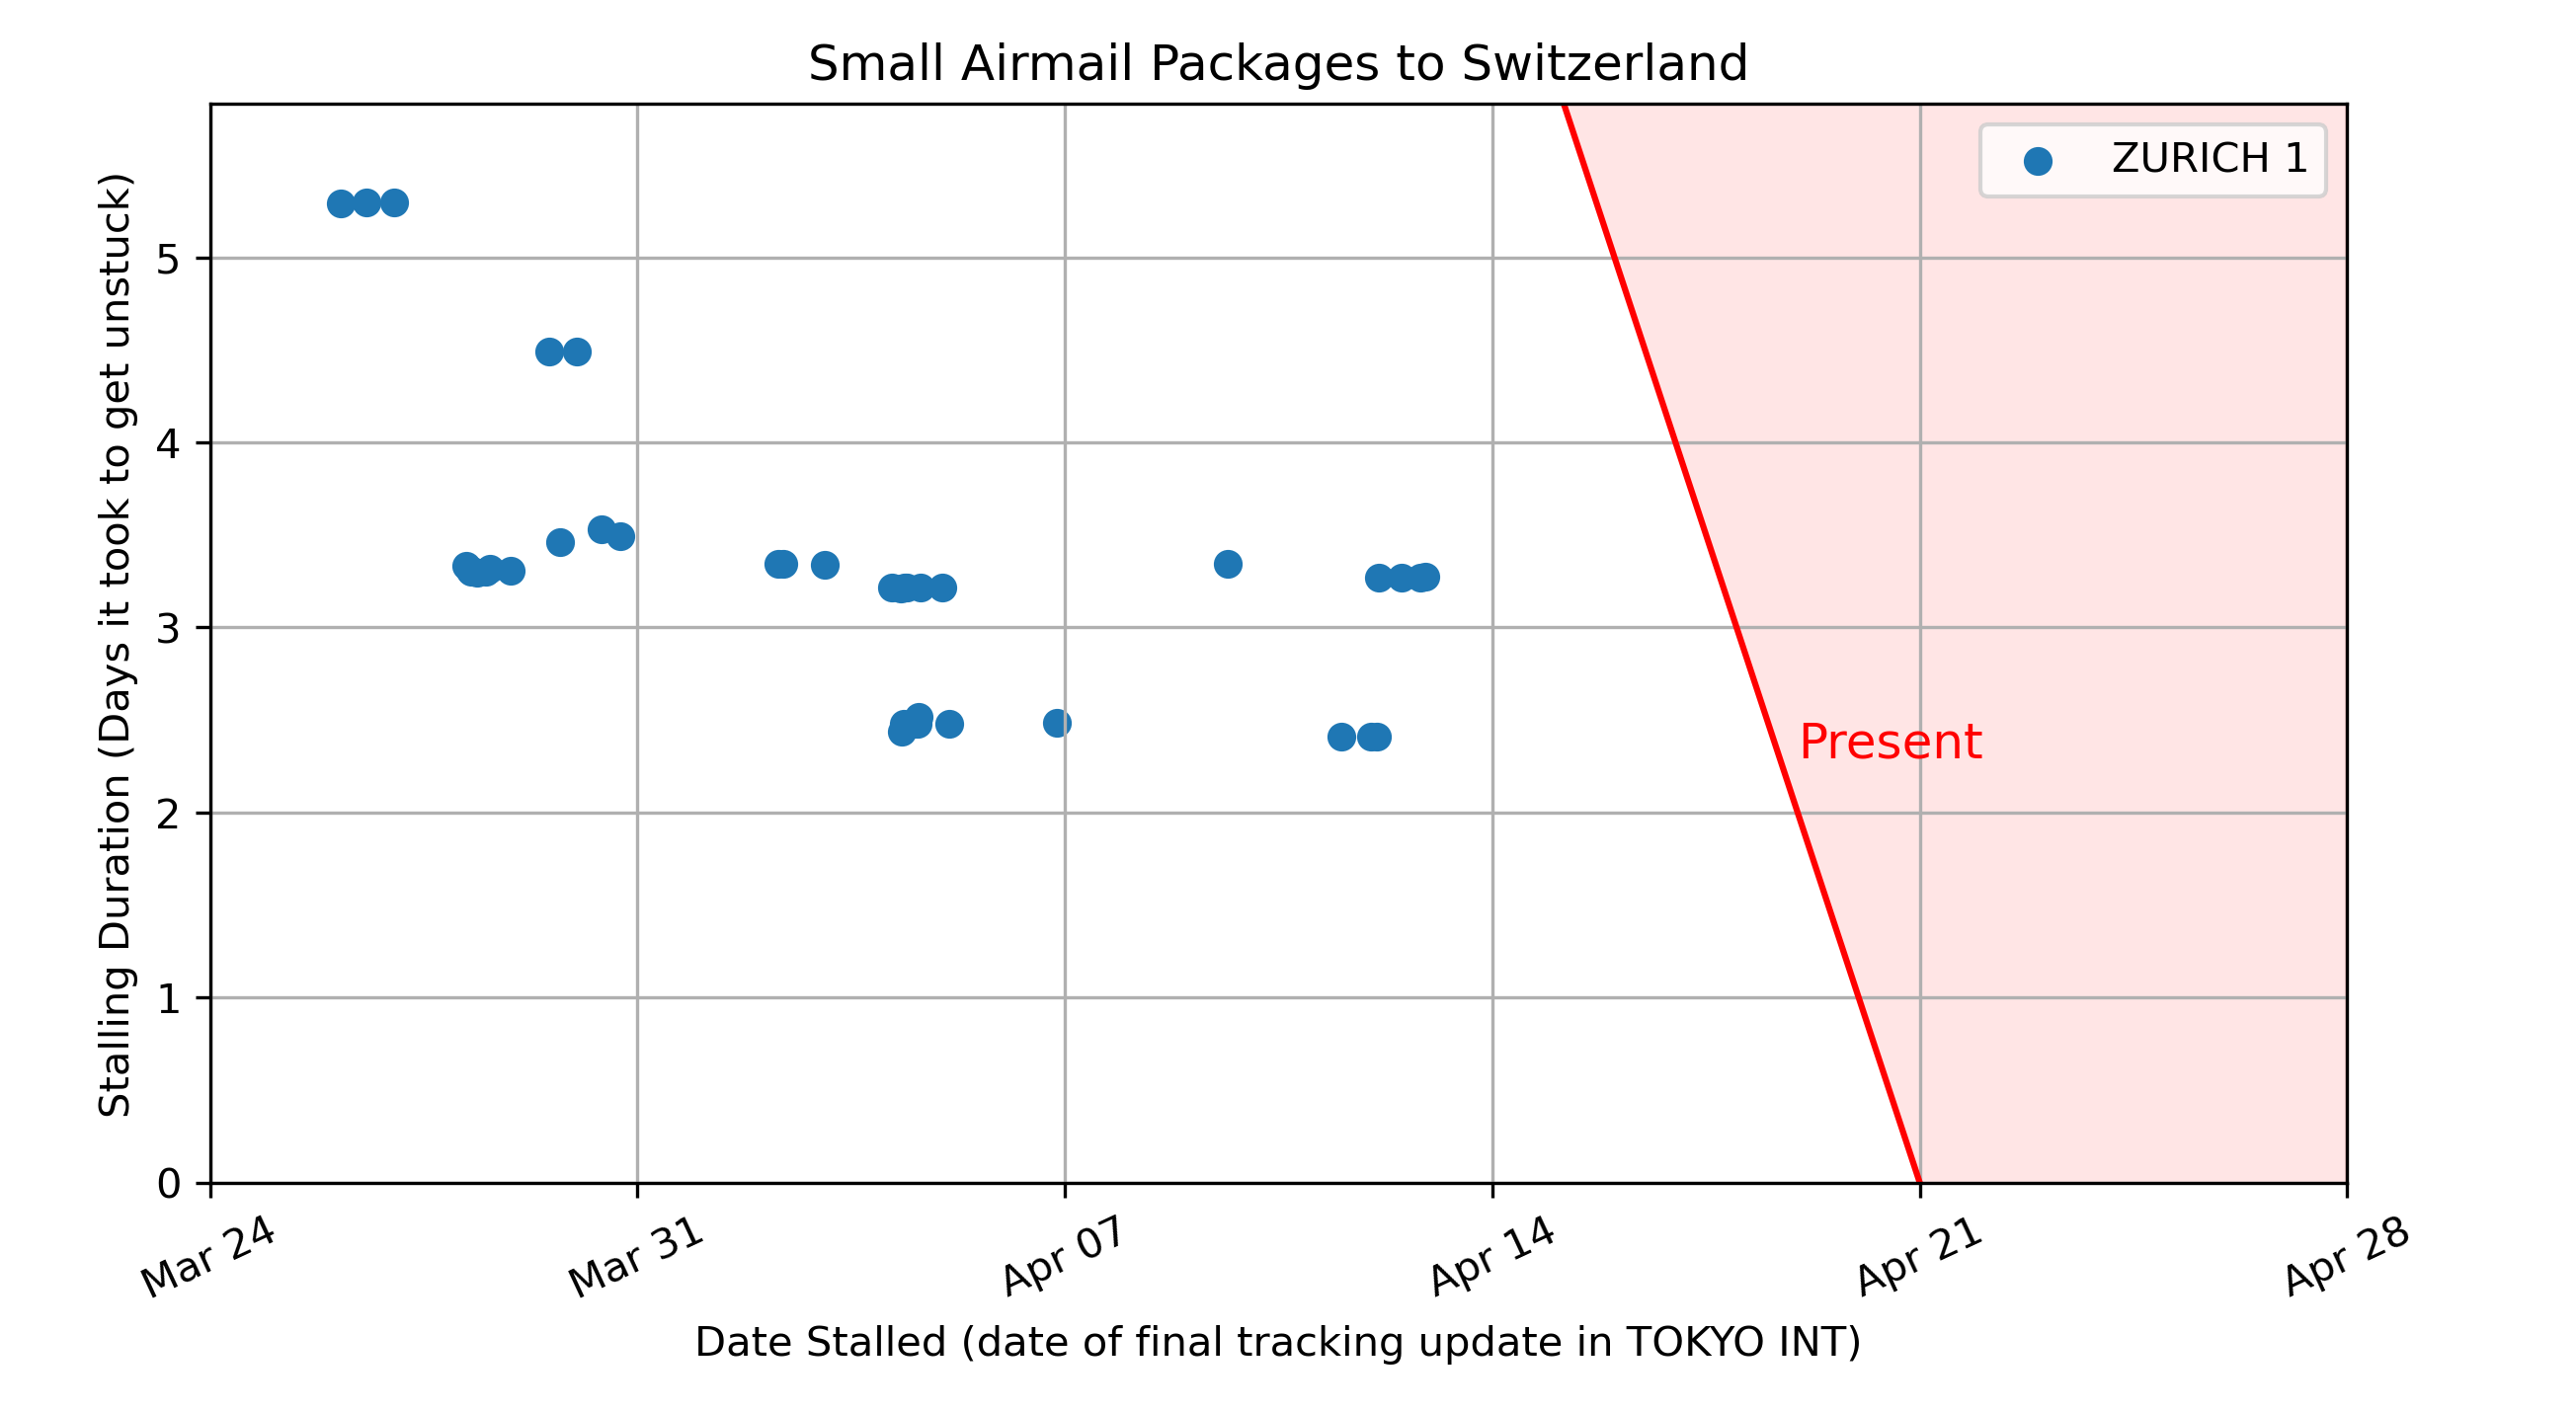 Small Airmail Packages to Switzerland
ZURICH 1
Present
Stalling Duration (Days it took to get unstuck)
5
4
3
2
1
0
Mar 24
Mar 31
Apr 07
Apr 14
Apr 21
Apr 28
Date Stalled (date of final tracking update in TOKYO INT)